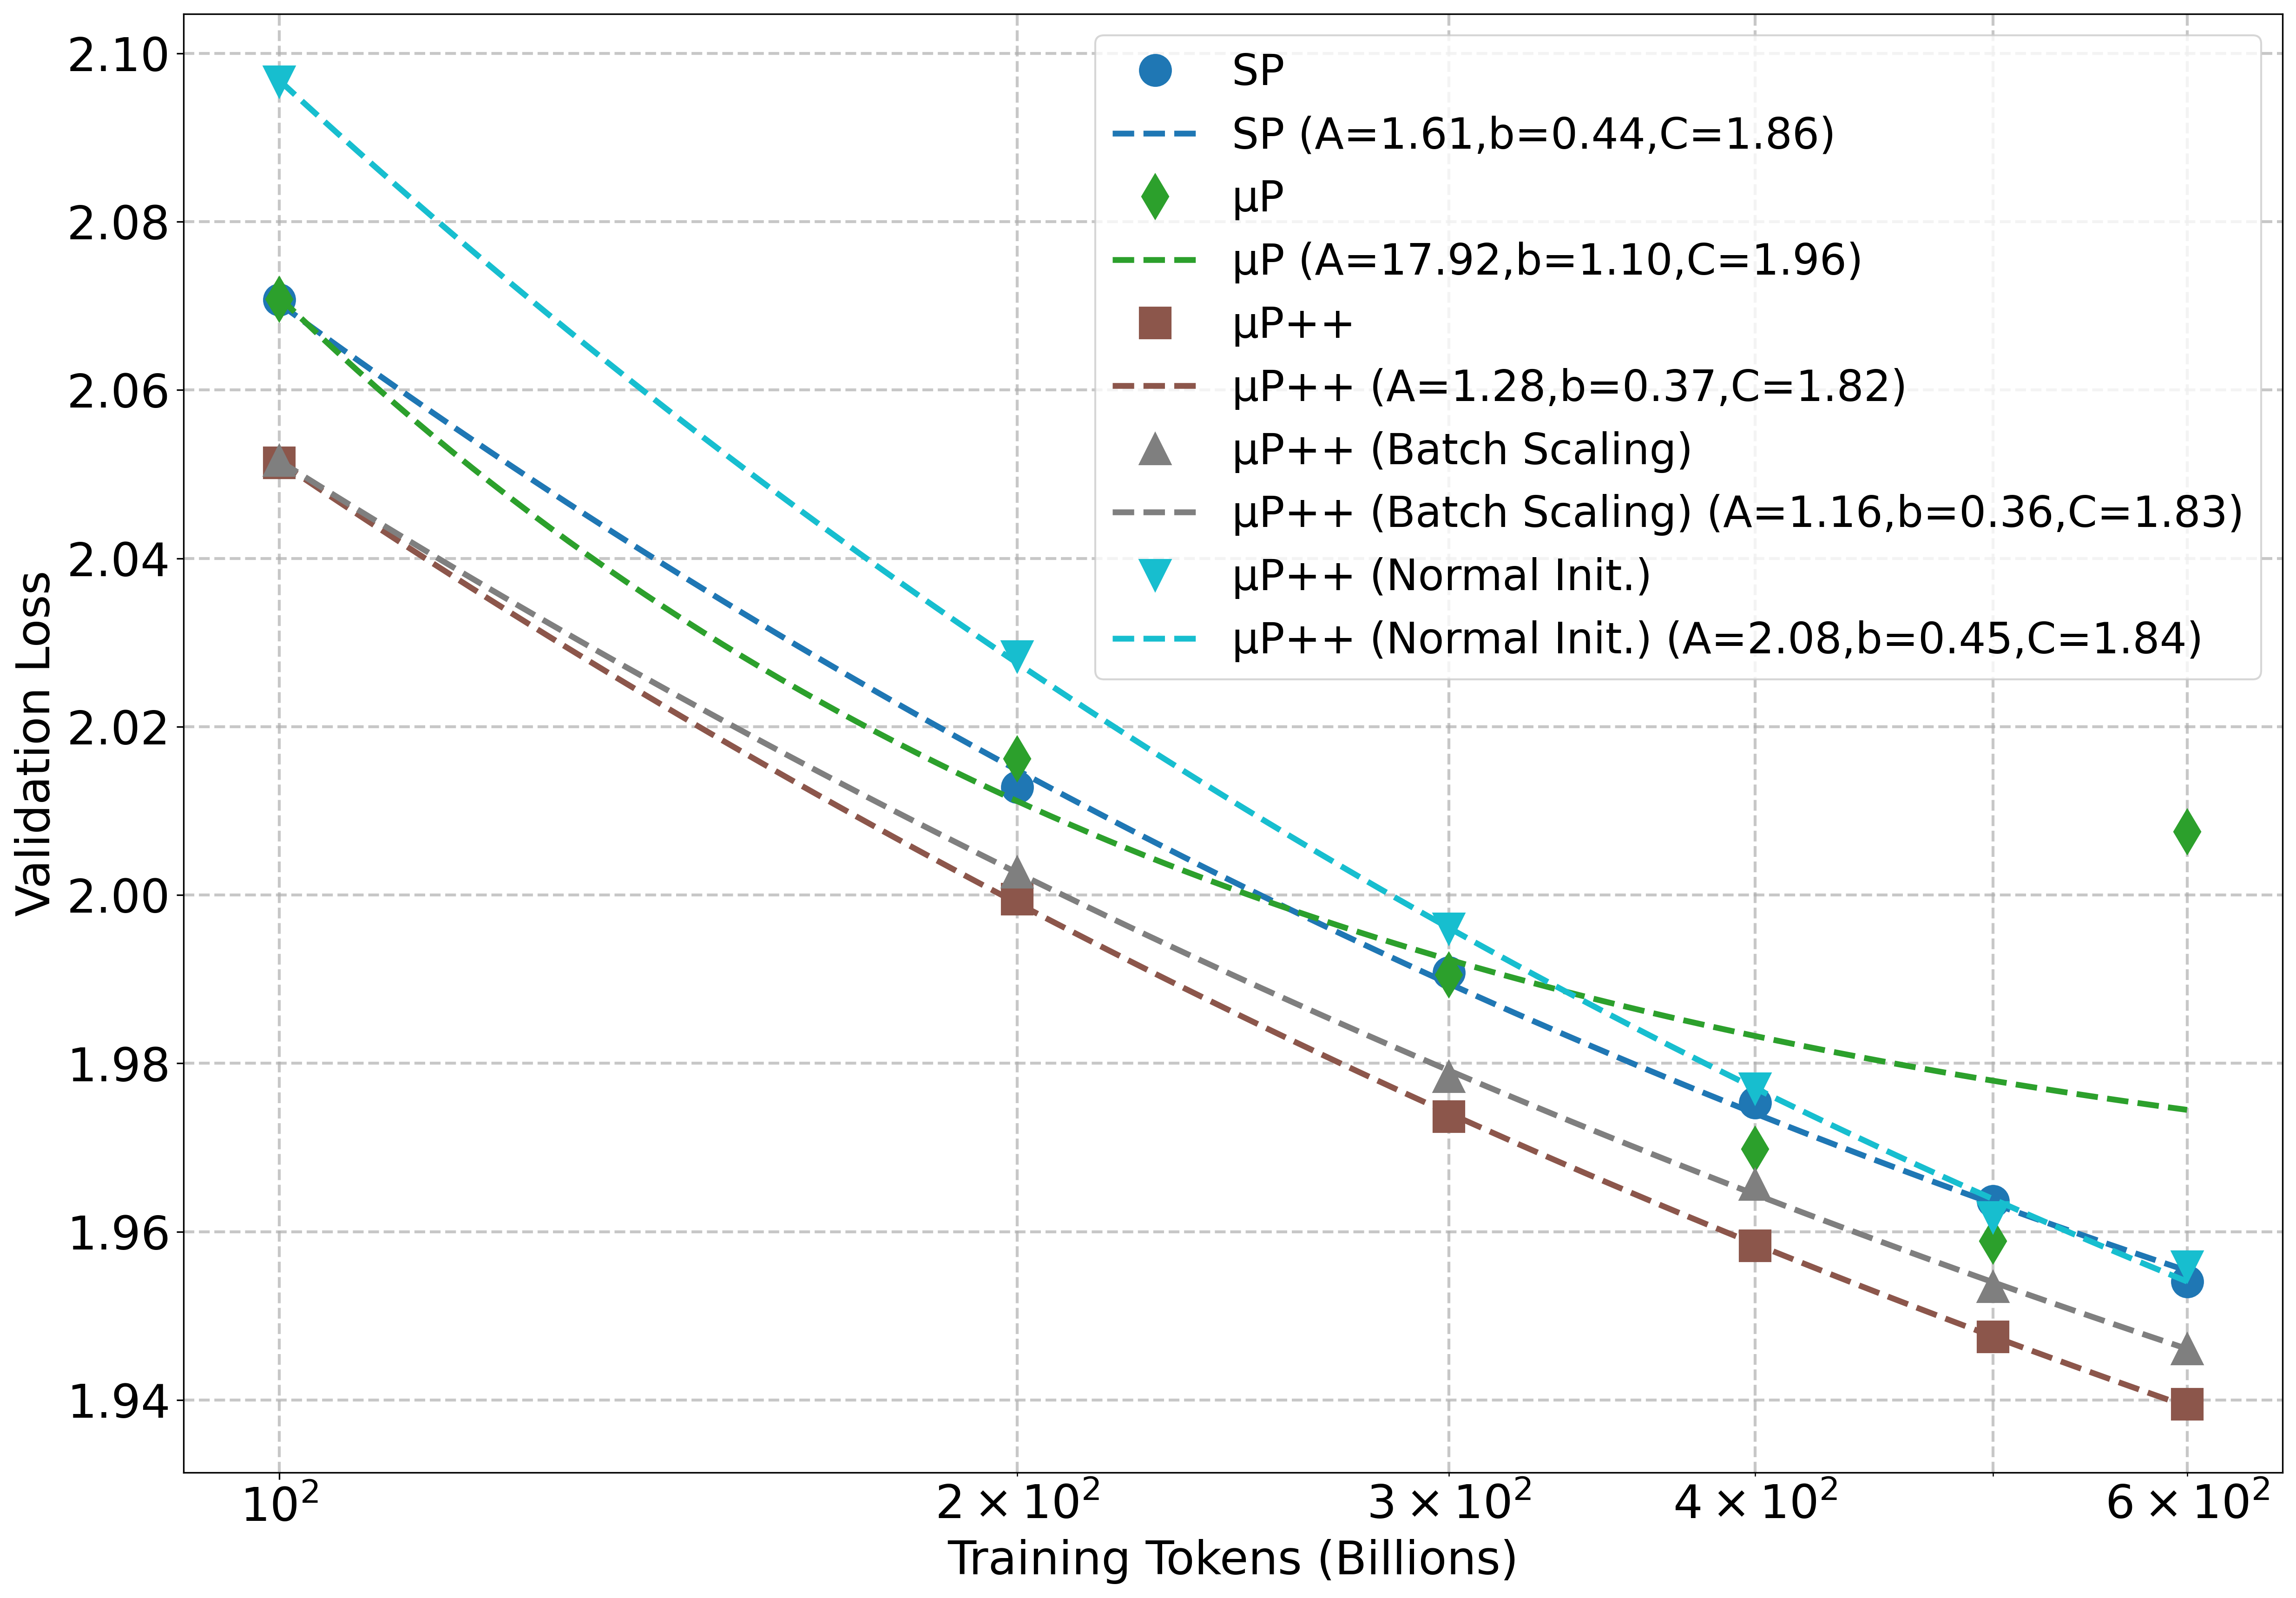 2.10
2.08
2.06
2.04
2.02
2.00
1.98
1.96
1.94
Validation Loss
SP
SP (A=1.61,b=0.44,C=1.86)
μP
μP (A=17.92,b=1.10,C=1.96)
μP++
μP++ (A=1.28,b=0.37,C=1.82)
μP++ (Batch Scaling)
μP++ (Batch Scaling) (A=1.16,b=0.36,C=1.83)
μP++ (Normal Init.)
μP++ (Normal Init.) (A=2.08,b=0.45,C=1.84)
10² 2 × 10² 3 × 10² 4 × 10² 6 × 10²
Training Tokens (Billions)